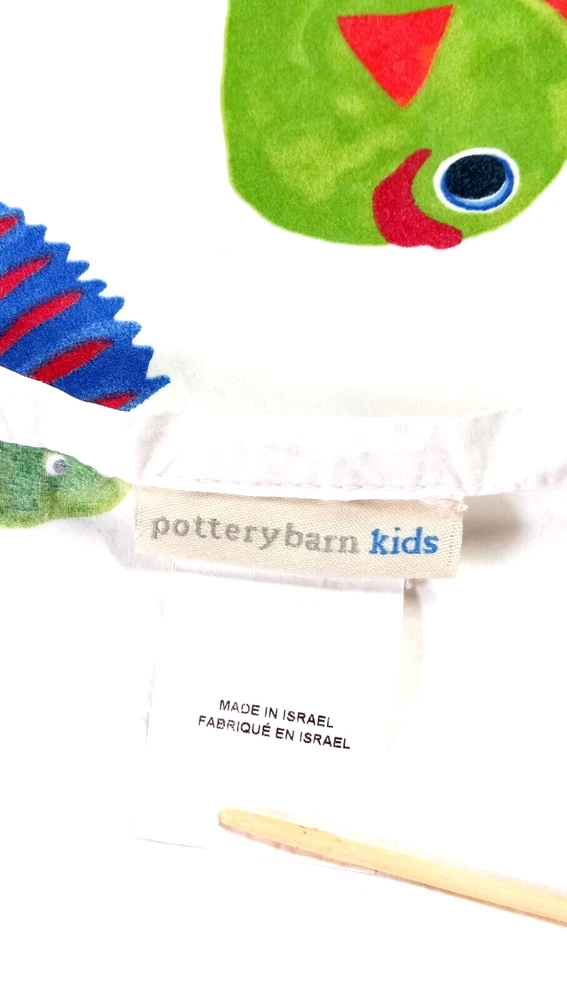 potterybarn kids
MADE IN ISRAEL
FABRIQUÉ EN ISRAEL